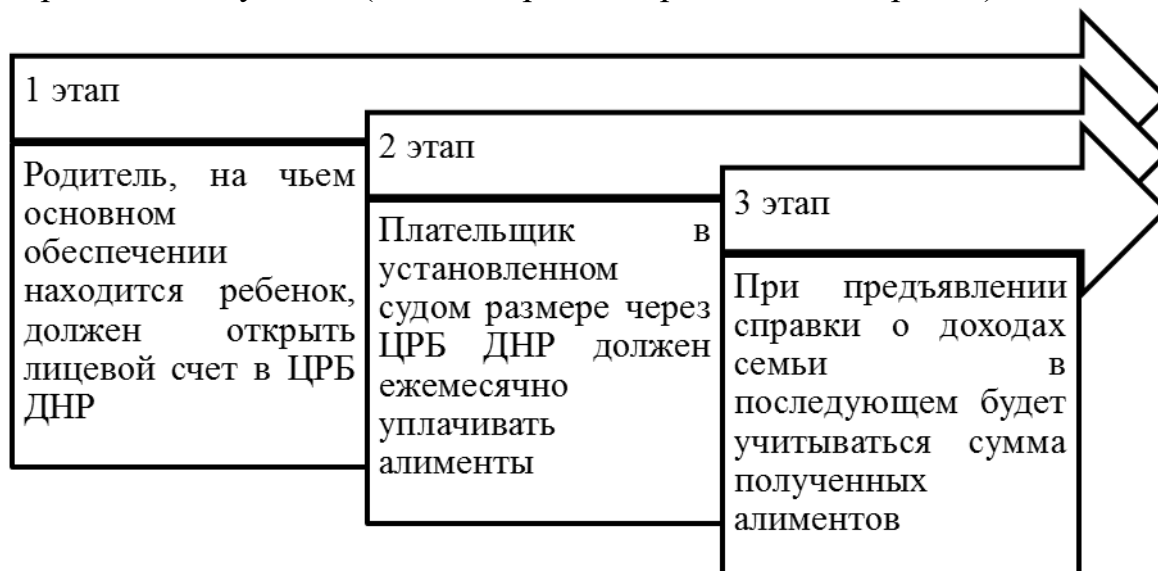 1 этап
Родитель, на чьем
основном
обеспечении
находится ребенок,
должен открыть
лицевой счет в ЦРБ
ДНР
2 этап
Плательщик в
установленном
судом размере через
ЦРБ ДНР должен
ежемесячно
уплачивать
алименты
3 этап
При предъявлении
справки о доходах
семьи в
последующем будет
учитываться сумма
полученных
алиментов